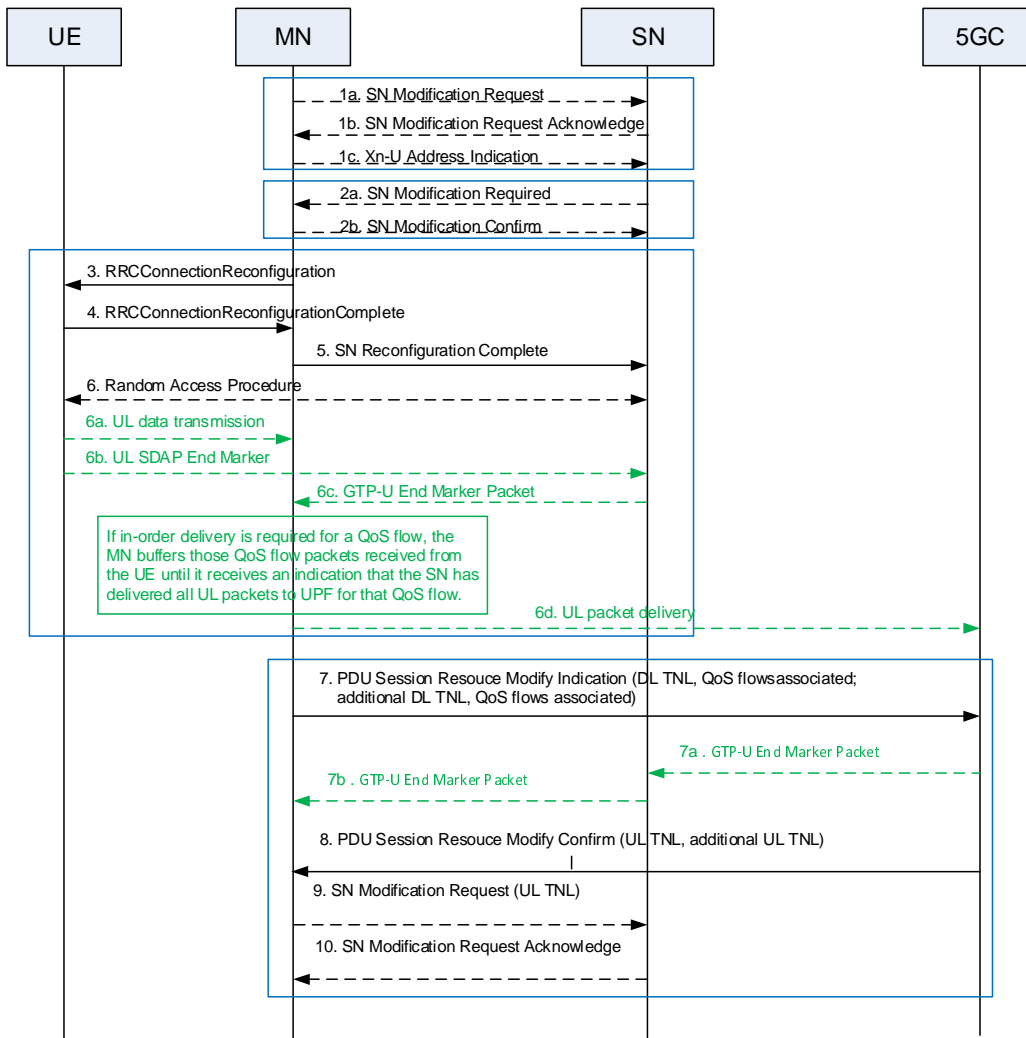 UE
MN
SN
5GC
1a. SN Modification Request
1b. SN Modification Request Acknowledge
1c. Xn-U Address Indication
2a. SN Modification Required
2b. SN Modification Confirm
3. RRCConnectionReconfiguration
4. RRCConnectionReconfigurationComplete
5. SN Reconfiguration Complete
6. Random Access Procedure
6a. UL data transmission
6b. UL SDAP End Marker
6c. GTP-U End Marker Packet
If in-order delivery is required for a QoS flow, the
MN buffers those QoS flow packets received from
the UE until it receives an indication that the SN has
delivered all UL packets to UPF for that QoS flow.
6d. UL packet delivery
7. PDU Session Resouce Modify Indication (DL TNL, QoS flowsassociated;
additional DL TNL, QoS flows associated)
7a . GTP-U End Marker Packet
7b . GTP-U End Marker Packet
8. PDU Session Resouce Modify Confirm (UL TNL, additional UL TNL)
9. SN Modification Request (UL TNL)
10. SN Modification Request Acknowledge